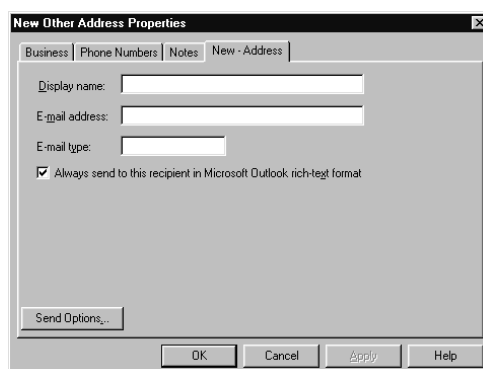 New Other Address Properties
Business Phone Numbers Notes New - Address
Display name:
E-mail address:
E-mail type:
Always send to this recipient in Microsoft Outlook rich-text format
Send Options...
OK Cancel Apply Help